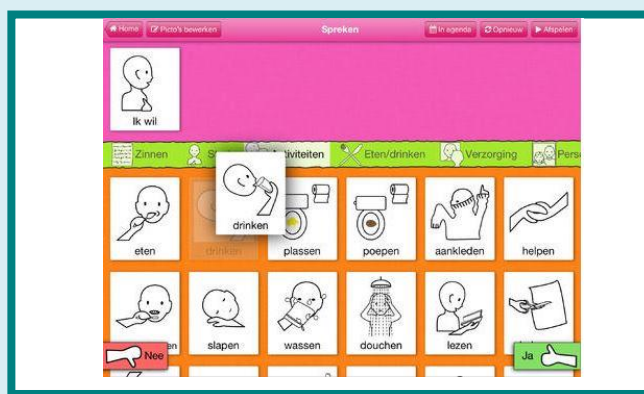 Home Picto's bewerken Spreken In agenda Opnieuw Afspelen
Ik wil
Zinnen Activiteiten Eten/drinken Verzorging
drinken
eten drinken plassen poepen aankleden helpen
slapen wassen douchen lezen
Nee Ja